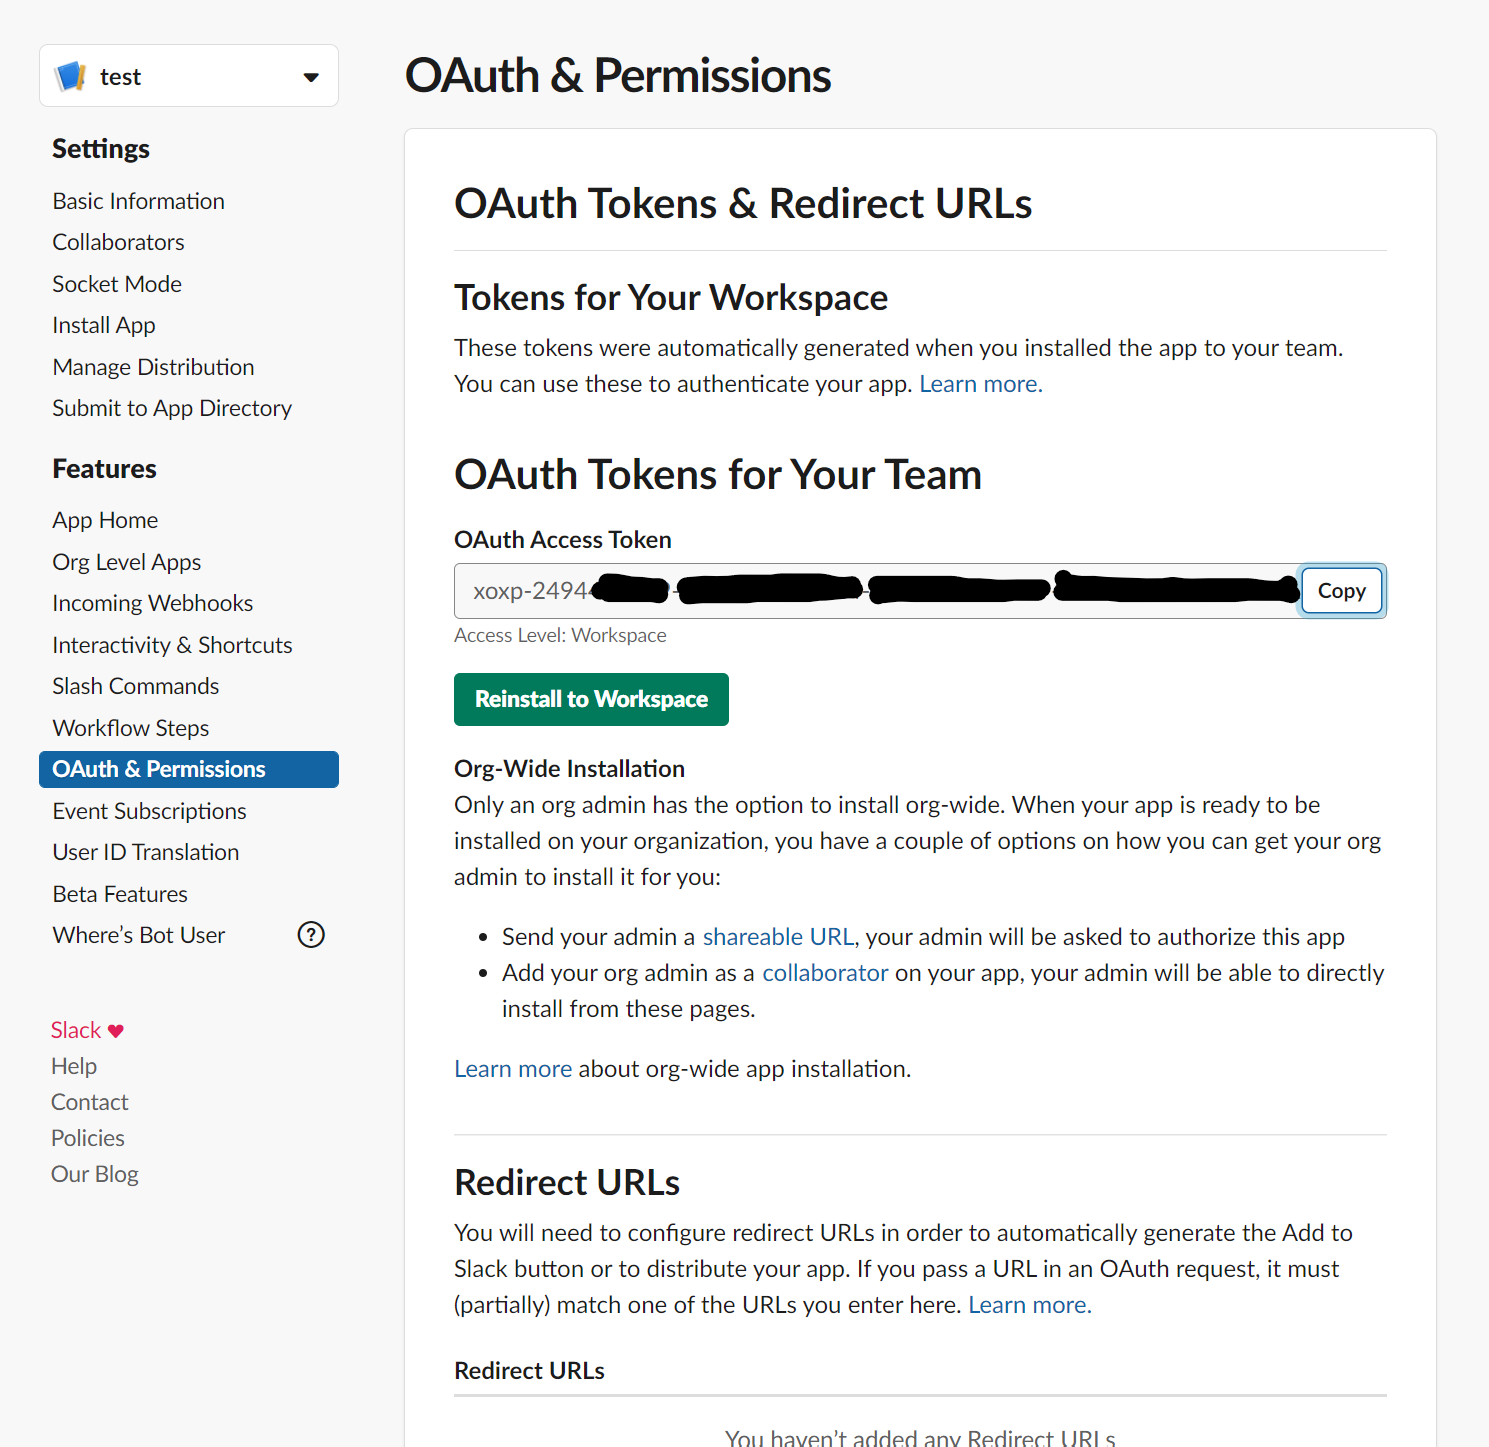 test
Settings
Basic Information
Collaborators
Socket Mode
Install App
Manage Distribution
Submit to App Directory
Features
App Home
Org Level Apps
Incoming Webhooks
Interactivity & Shortcuts
Slash Commands
Workflow Steps
OAuth & Permissions
Event Subscriptions
User ID Translation
Beta Features
Where’s Bot User
?
Slack ♥
Help
Contact
Policies
Our Blog
OAuth & Permissions
OAuth Tokens & Redirect URLs
Tokens for Your Workspace
These tokens were automatically generated when you installed the app to your team.
You can use these to authenticate your app. Learn more.
OAuth Tokens for Your Team
OAuth Access Token
xoxp-2494
Copy
Access Level: Workspace
Reinstall to Workspace
Org-Wide Installation
Only an org admin has the option to install org-wide. When your app is ready to be
installed on your organization, you have a couple of options on how you can get your org
admin to install it for you:
• Send your admin a shareable URL, your admin will be asked to authorize this app
• Add your org admin as a collaborator on your app, your admin will be able to directly
install from these pages.
Learn more about org-wide app installation.
Redirect URLs
You will need to configure redirect URLs in order to automatically generate the Add to
Slack button or to distribute your app. If you pass a URL in an OAuth request, it must
(partially) match one of the URLs you enter here. Learn more.
Redirect URLs
You haven’t added any Redirect URLs